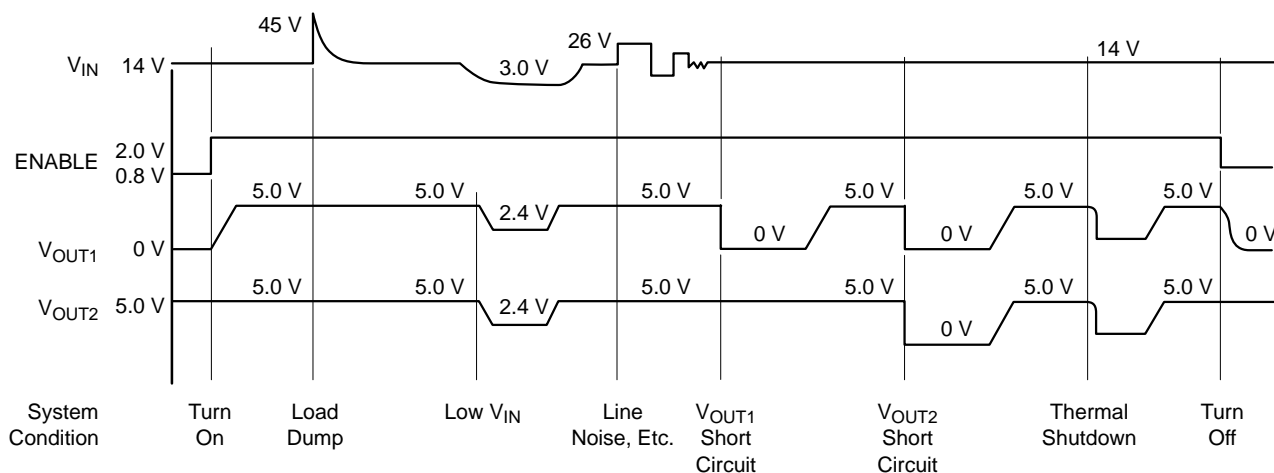 45 V
26 V
14 V
V_IN 14 V
3.0 V
ENABLE 2.0 V
0.8 V
5.0 V 5.0 V 5.0 V 5.0 V 5.0 V 5.0 V
2.4 V
V_OUT1 0 V
0 V 0 V 0 V
5.0 V 5.0 V 5.0 V 5.0 V 5.0 V 5.0 V
V_OUT2 5.0 V
2.4 V
0 V
System Condition
Turn On
Load Dump
Low V_IN
Line Noise, Etc.
V_OUT1 Short Circuit
V_OUT2 Short Circuit
Thermal Shutdown
Turn Off